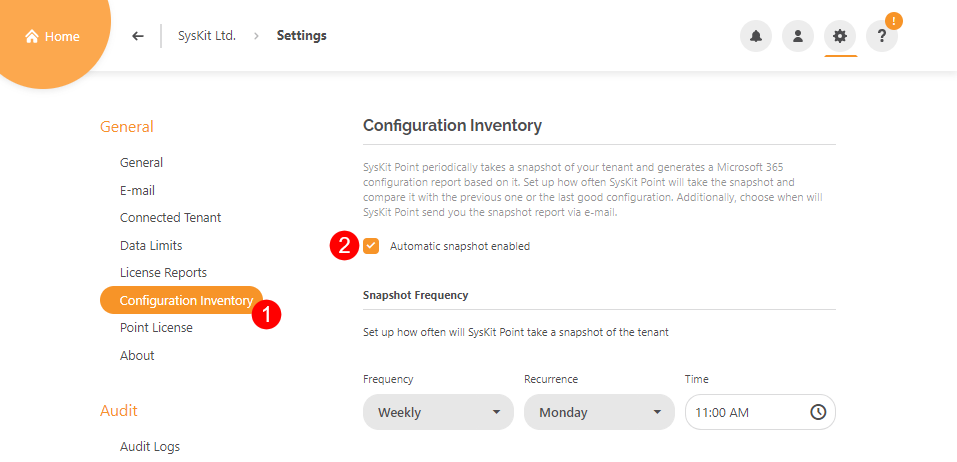 Home
SysKit Ltd. > Settings
!
?
General
General
E-mail
Connected Tenant
Data Limits
License Reports
Configuration Inventory
1
Point License
About
Audit
Audit Logs
Configuration Inventory
SysKit Point periodically takes a snapshot of your tenant and generates a Microsoft 365
configuration report based on it. Set up how often SysKit Point will take the snapshot and
compare it with the previous one or the last good configuration. Additionally, choose when will
SysKit Point send you the snapshot report via e-mail.
2
Automatic snapshot enabled
Snapshot Frequency
Set up how often will SysKit Point take a snapshot of the tenant
Frequency
Recurrence
Time
Weekly
Monday
11:00 AM